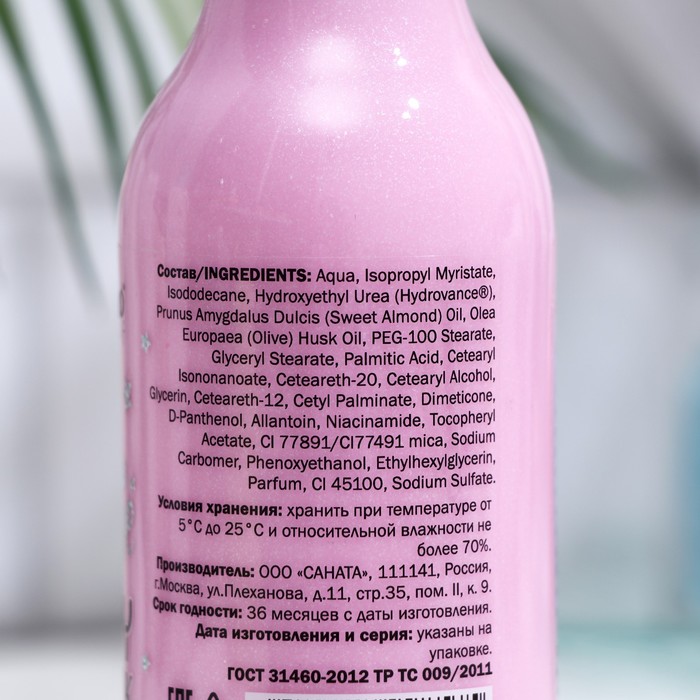 Состав/INGREDIENTS: Aqua, Isopropyl Myristate,
Isododecane, Hydroxyethyl Urea (Hydrovance®),
Prunus Amygdalus Dulcis (Sweet Almond) Oil, Olea
Europaea (Olive) Husk Oil, PEG-100 Stearate,
Glyceryl Stearate, Palmitic Acid, Cetearyl
Isononanoate, Ceteareth-20, Cetearyl Alcohol,
Glycerin, Ceteareth-12, Cetyl Palminate, Dimeticone,
D-Panthenol, Allantoin, Niacinamide, Tocopheryl
Acetate, CI 77891/CI77491 mica, Sodium
Carbomer, Phenoxyethanol, Ethylhexylglycerin,
Parfum, CI 45100, Sodium Sulfate.
Условия хранения: хранить при температуре от
5°С до 25°С и относительной влажности не
более 70%.
Производитель: ООО «САНАТА», 111141, Россия,
г.Москва, ул.Плеханова, д.11, стр.35, пом. II, к. 9.
Срок годности: 36 месяцев с даты изготовления.
Дата изготовления и серия: указаны на
упаковке.
ГОСТ 31460-2012 ТР ТС 009/2011